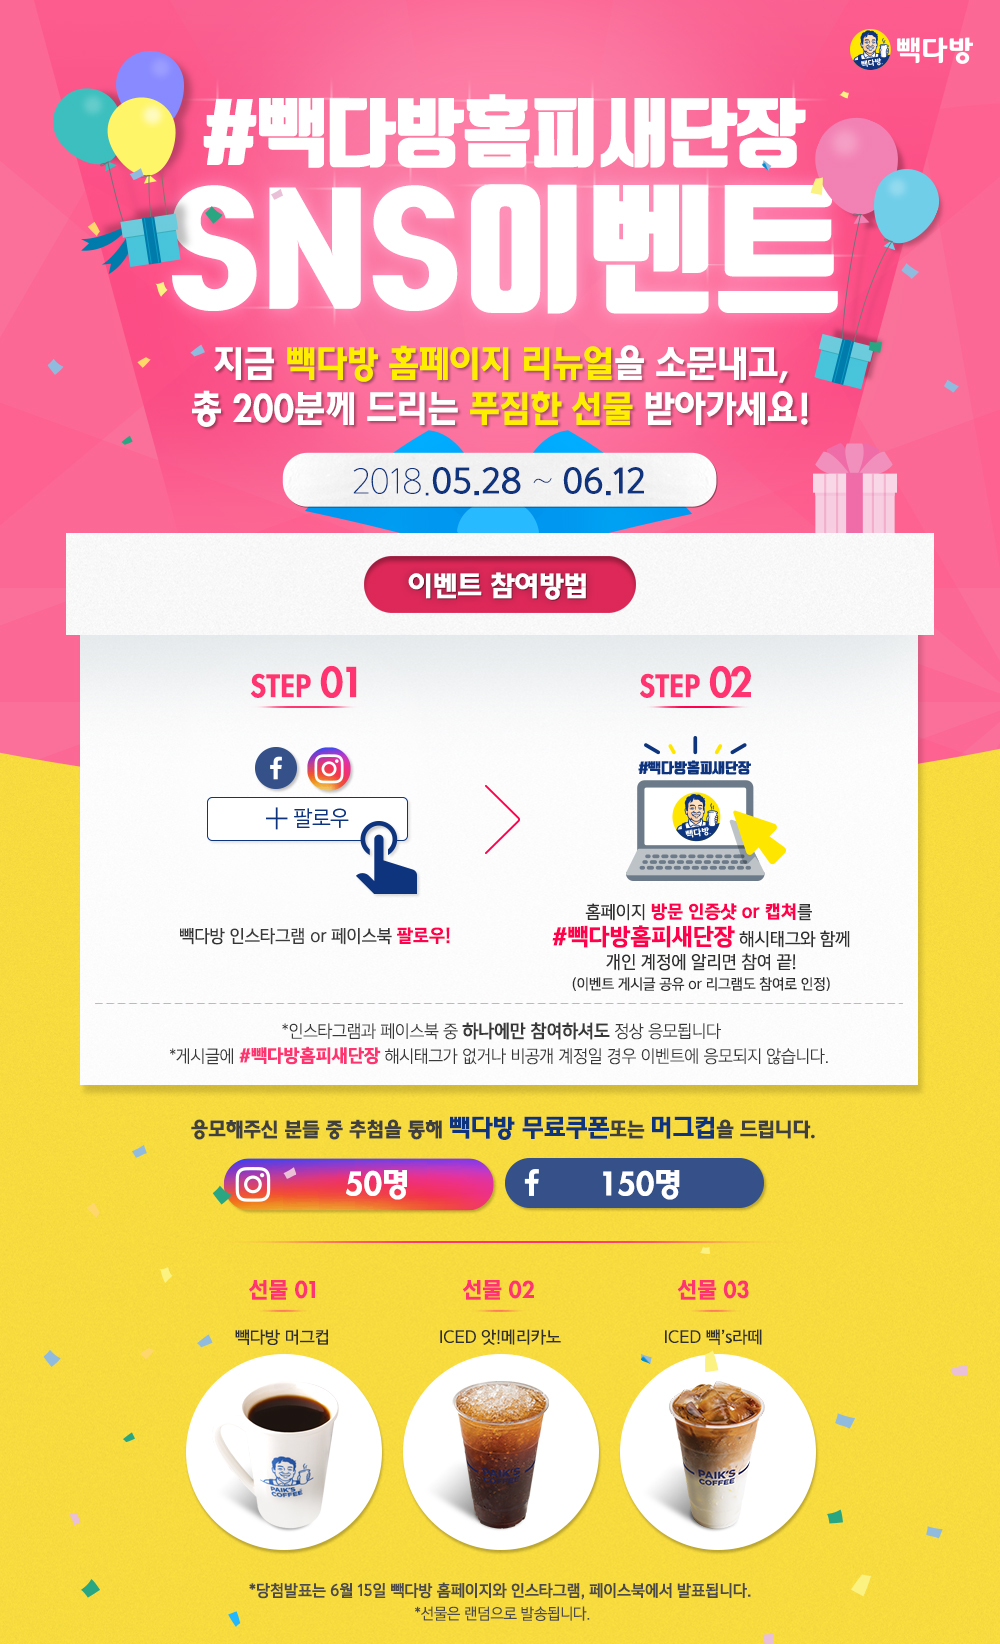 빽다방
빽다방
#빽다방홈피새단장
SNS이벤트
지금 빽다방 홈페이지 리뉴얼을 소문내고,
총 200분께 드리는 푸짐한 선물 받아가세요!
2018.05.28 ~ 06.12
이벤트 참여방법
STEP 01
+ 팔로우
빽다방 인스타그램 or 페이스북 팔로우!
STEP 02
#빽다방홈피새단장
빽다방
홈페이지 방문 인증샷 or 캡쳐를
#빽다방홈피새단장 해시태그와 함께
개인 계정에 알리면 참여 끝!
(이벤트 게시글 공유 or 리그램도 참여로 인정)
*인스타그램과 페이스북 중 하나에만 참여하셔도 정상 응모됩니다
*게시글에 #빽다방홈피새단장 해시태그가 없거나 비공개 계정일 경우 이벤트에 응모되지 않습니다.
응모해주신 분들 중 추첨을 통해 빽다방 무료쿠폰또는 머그컵을 드립니다.
50명
150명
선물 01
선물 02
선물 03
빽다방 머그컵
ICED 앗!메리카노
ICED 빽's라떼
PAIK'S
COFFEE
PAIK'S
COFFEE
PAIK'S
COFFEE
*당첨발표는 6월 15일 빽다방 홈페이지와 인스타그램, 페이스북에서 발표됩니다.
*선물은 랜덤으로 발송됩니다.